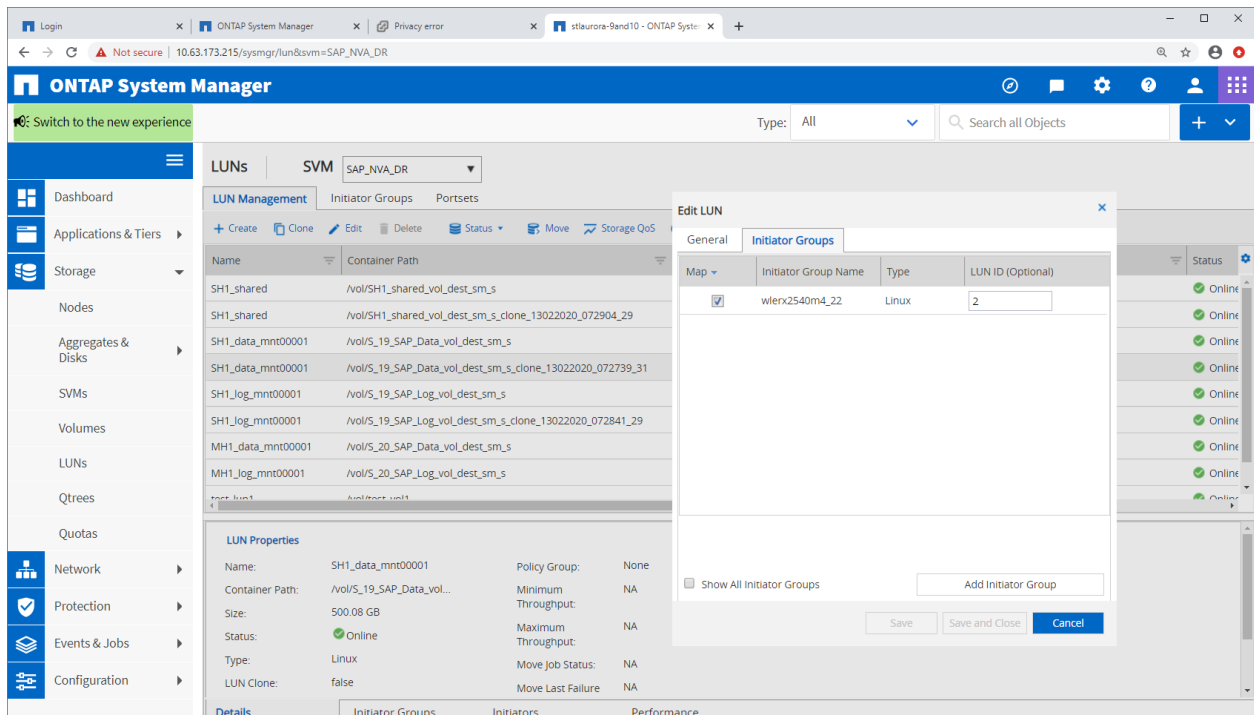 Login
ONTAP System Manager
Privacy error
stlaurora-9and10 - ONTAP Syste
Not secure | 10.63.173.215/sysmgr/lun&svm=SAP_NVA_DR
ONTAP System Manager
Switch to the new experience
Type: All
Search all Objects
LUNs
SVM SAP_NVA_DR
Dashboard
Applications & Tiers
Storage
Nodes
Aggregates &
Disks
SVMs
Volumes
LUNs
Qtrees
Quotas
Network
Protection
Events & Jobs
Configuration
LUN Management Initiator Groups Portsets
Create Clone Edit Delete Status Move Storage QoS
Name Container Path Status
SH1_shared /vol/SH1_shared_vol_dest_sm_s Online
SH1_shared /vol/SH1_shared_vol_dest_sm_s_clone_13022020_072904_29 Online
SH1_data_mnt00001 /vol/S_19_SAP_Data_vol_dest_sm_s Online
SH1_data_mnt00001 /vol/S_19_SAP_Data_vol_dest_sm_s_clone_13022020_072739_31 Online
SH1_log_mnt00001 /vol/S_19_SAP_Log_vol_dest_sm_s Online
SH1_log_mnt00001 /vol/S_19_SAP_Log_vol_dest_sm_s_clone_13022020_072841_29 Online
MH1_data_mnt00001 /vol/S_20_SAP_Data_vol_dest_sm_s Online
MH1_log_mnt00001 /vol/S_20_SAP_Log_vol_dest_sm_s Online
test_lun1 /vol/test_vol1 Online
Edit LUN
General Initiator Groups
Map Initiator Group Name Type LUN ID (Optional)
wlerx2540m4_22 Linux 2
Show All Initiator Groups Add Initiator Group
Save Save and Close Cancel
LUN Properties
Name: SH1_data_mnt00001
Container Path: /vol/S_19_SAP_Data_vol...
Size: 500.08 GB
Status: Online
Type: Linux
LUN Clone: false
Policy Group: None
Minimum
Throughput: NA
Maximum
Throughput: NA
Move Job Status: NA
Move Last Failure NA
Details Initiator Groups Initiators Performance